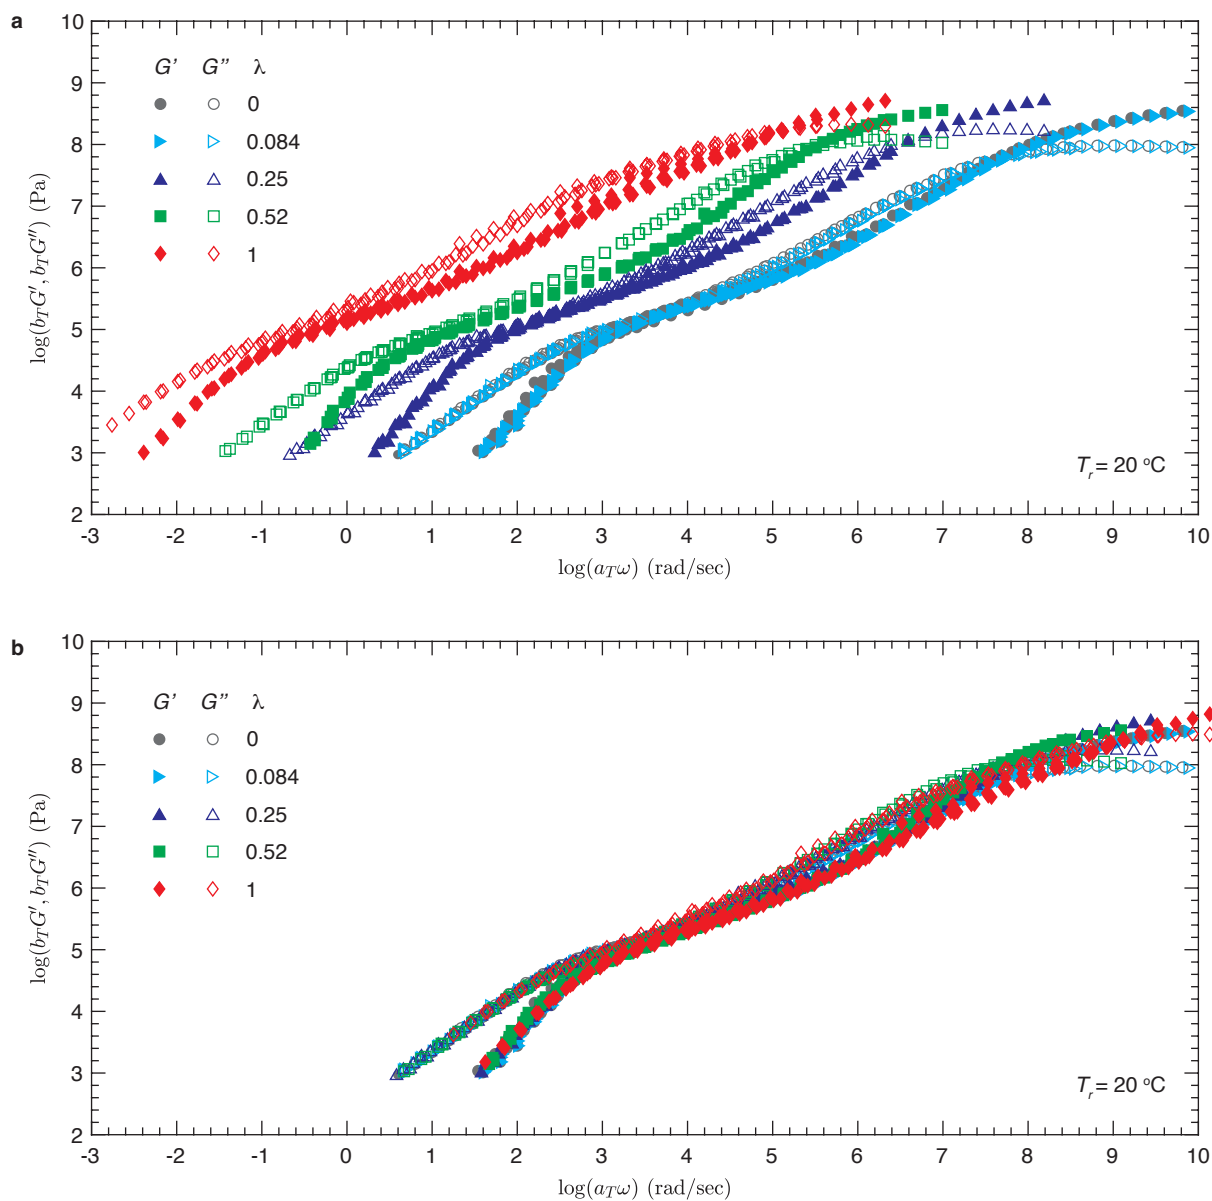 a
10
9
8
7
6
5
4
3
2
log(b_T G′, b_T G″) (Pa)
G' G" λ
0
0.084
0.25
0.52
1
T_r = 20 °C
-3 -2 -1 0 1 2 3 4 5 6 7 8 9 10
log(a_T ω) (rad/sec)
b
10
9
8
7
6
5
4
3
2
log(b_T G′, b_T G″) (Pa)
G' G" λ
0
0.084
0.25
0.52
1
T_r = 20 °C
-3 -2 -1 0 1 2 3 4 5 6 7 8 9 10
log(a_T ω) (rad/sec)